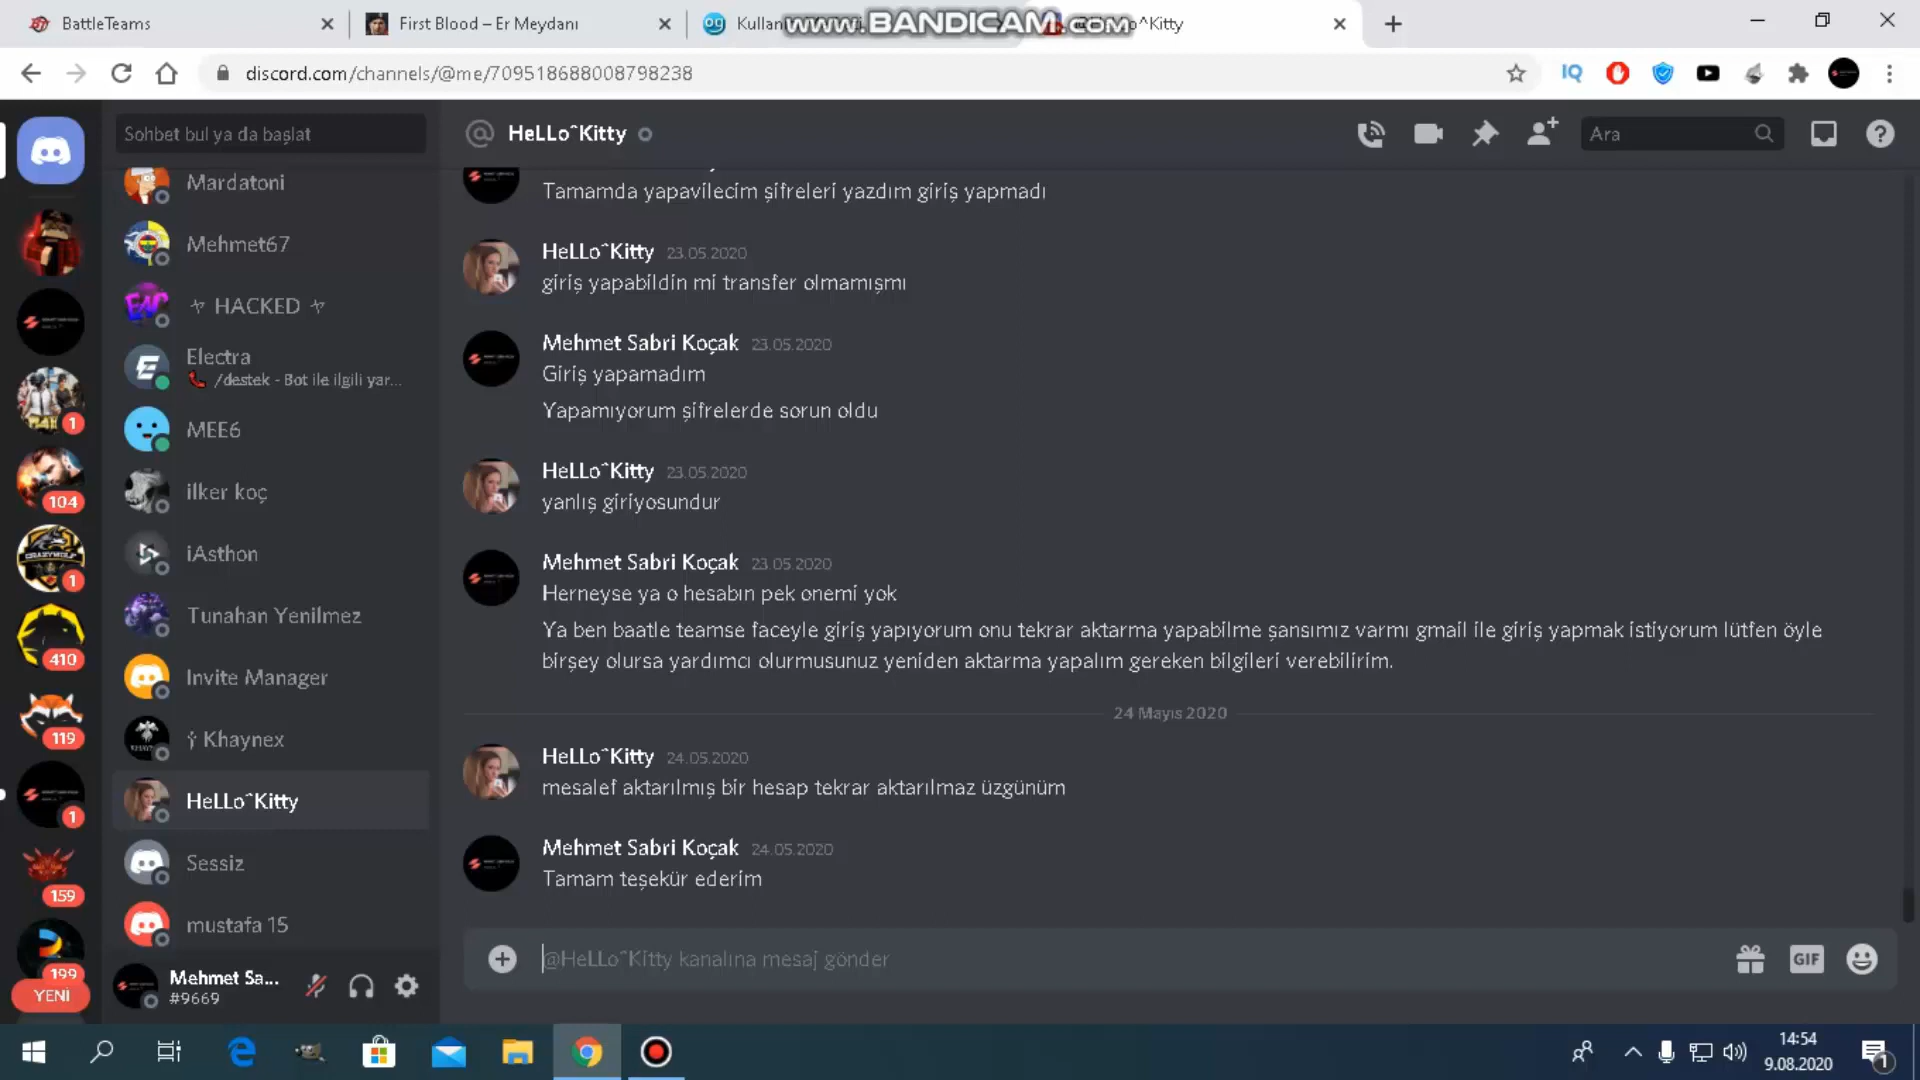 BattleTeams
First Blood – Er Meydanı
www.BANDICAM.com
discord.com/channels/@me/709518688008798238
IQ
Sohbet bul ya da başlat
HeLLo^Kitty
Ara
Mardatoni
Mehmet67
HACKED
Electra
/destek - Bot ile ilgili yar...
MEE6
ilker koç
iAsthon
Tunahan Yenilmez
Invite Manager
† Khaynex
HeLLo^Kitty
Sessiz
mustafa 15
1
104
1
410
119
1
159
199
YENİ
Mehmet Sa...
#9669
Tamamda yapavilecim şifreleri yazdım giriş yapmadı
HeLLo^Kitty 23.05.2020
giriş yapabildin mi transfer olmamışmı
Mehmet Sabri Koçak 23.05.2020
Giriş yapamadım
Yapamıyorum şifrelerde sorun oldu
HeLLo^Kitty 23.05.2020
yanlış giriyosundur
Mehmet Sabri Koçak 23.05.2020
Herneyse ya o hesabın pek onemi yok
Ya ben baatle teamse faceyle giriş yapıyorum onu tekrar aktarma yapabilme şansımız varmı gmail ile giriş yapmak istiyorum lütfen öyle
birşey olursa yardımcı olurmusunuz yeniden aktarma yapalım gereken bilgileri verebilirim.
24 Mayıs 2020
HeLLo^Kitty 24.05.2020
mesalef aktarılmış bir hesap tekrar aktarılmaz üzgünüm
Mehmet Sabri Koçak 24.05.2020
Tamam teşekür ederim
@HeLLo^Kitty kanalına mesaj gönder
GIF
14:54
9.08.2020
1